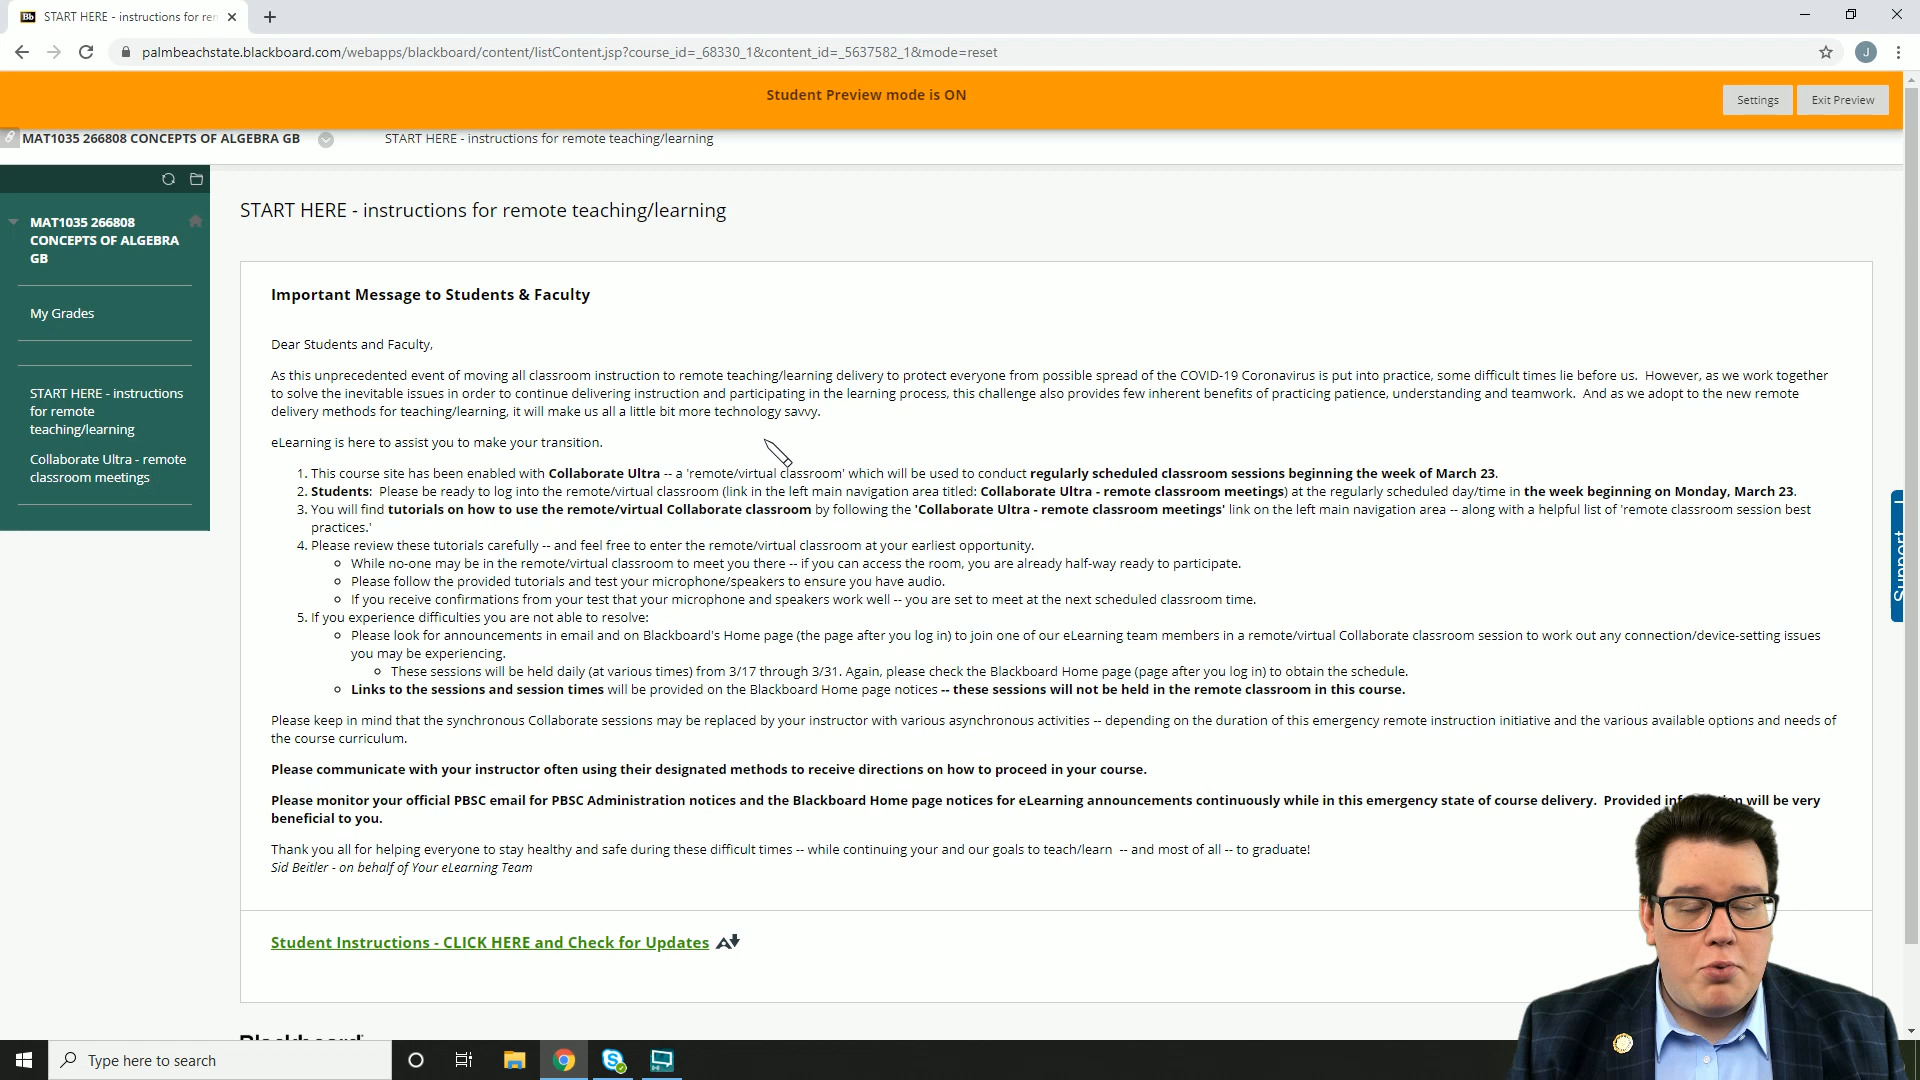 START HERE - instructions for rem
palmbeachstate.blackboard.com/webapps/blackboard/content/listContent.jsp?course_id=_68330_1&content_id=_5637582_1&mode=reset
J
Student Preview mode is ON
Settings
Exit Preview
MAT1035 266808 CONCEPTS OF ALGEBRA GB
START HERE - instructions for remote teaching/learning
MAT1035 266808
CONCEPTS OF ALGEBRA
GB
My Grades
START HERE - instructions
for remote
teaching/learning
Collaborate Ultra - remote
classroom meetings
START HERE - instructions for remote teaching/learning
Important Message to Students & Faculty
Dear Students and Faculty,
As this unprecedented event of moving all classroom instruction to remote teaching/learning delivery to protect everyone from possible spread of the COVID-19 Coronavirus is put into practice, some difficult times lie before us.  However, as we work together
to solve the inevitable issues in order to continue delivering instruction and participating in the learning process, this challenge also provides few inherent benefits of practicing patience, understanding and teamwork.  And as we adopt to the new remote
delivery methods for teaching/learning, it will make us all a little bit more technology savvy.
eLearning is here to assist you to make your transition.
1. This course site has been enabled with Collaborate Ultra -- a 'remote/virtual classroom' which will be used to conduct regularly scheduled classroom sessions beginning the week of March 23.
2. Students:  Please be ready to log into the remote/virtual classroom (link in the left main navigation area titled: Collaborate Ultra - remote classroom meetings) at the regularly scheduled day/time in the week beginning on Monday, March 23.
3. You will find tutorials on how to use the remote/virtual Collaborate classroom by following the 'Collaborate Ultra - remote classroom meetings' link on the left main navigation area -- along with a helpful list of 'remote classroom session best
practices.'
4. Please review these tutorials carefully -- and feel free to enter the remote/virtual classroom at your earliest opportunity.
While no-one may be in the remote/virtual classroom to meet you there -- if you can access the room, you are already half-way ready to participate.
Please follow the provided tutorials and test your microphone/speakers to ensure you have audio.
If you receive confirmations from your test that your microphone and speakers work well -- you are set to meet at the next scheduled classroom time.
5. If you experience difficulties you are not able to resolve:
Please look for announcements in email and on Blackboard's Home page (the page after you log in) to join one of our eLearning team members in a remote/virtual Collaborate classroom session to work out any connection/device-setting issues
you may be experiencing.
These sessions will be held daily (at various times) from 3/17 through 3/31. Again, please check the Blackboard Home page (page after you log in) to obtain the schedule.
Links to the sessions and session times will be provided on the Blackboard Home page notices -- these sessions will not be held in the remote classroom in this course.
Please keep in mind that the synchronous Collaborate sessions may be replaced by your instructor with various asynchronous activities -- depending on the duration of this emergency remote instruction initiative and the various available options and needs of
the course curriculum.
Please communicate with your instructor often using their designated methods to receive directions on how to proceed in your course.
Please monitor your official PBSC email for PBSC Administration notices and the Blackboard Home page notices for eLearning announcements continuously while in this emergency state of course delivery.  Provided will be very
beneficial to you.
Thank you all for helping everyone to stay healthy and safe during these difficult times -- while continuing your and our goals to teach/learn  -- and most of all -- to graduate!
Sid Beitler - on behalf of Your eLearning Team
Student Instructions - CLICK HERE and Check for Updates
Support
Type here to search